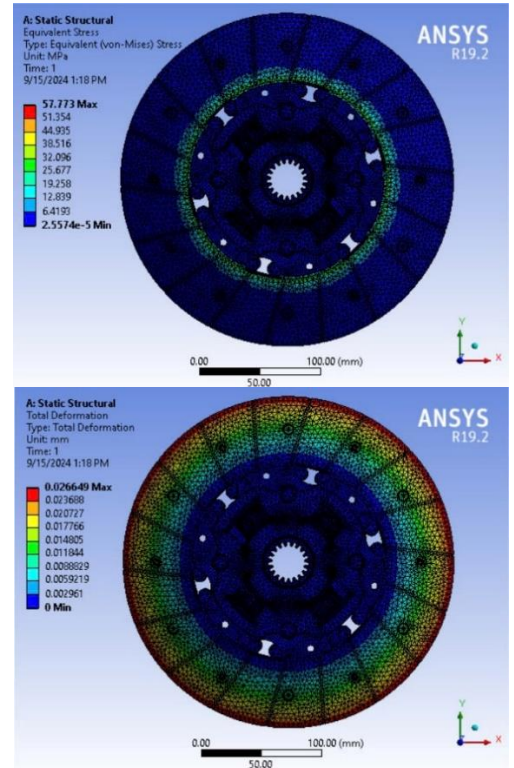 A: Static Structural
Equivalent Stress
Type: Equivalent (von-Mises) Stress
Unit: MPa
Time: 1
9/15/2024 1:18 PM
57.773 Max
51.354
44.935
38.516
32.096
25.677
19.258
12.839
6.4193
2.5574e-5 Min
ANSYS
R19.2
Y
X
0.00
100.00 (mm)
50.00
A: Static Structural
Total Deformation
Type: Total Deformation
Unit: mm
Time: 1
9/15/2024 1:18 PM
0.026649 Max
0.023688
0.020727
0.017766
0.014805
0.011844
0.0088829
0.0059219
0.002961
0 Min
ANSYS
R19.2
Y
X
0.00
100.00 (mm)
50.00